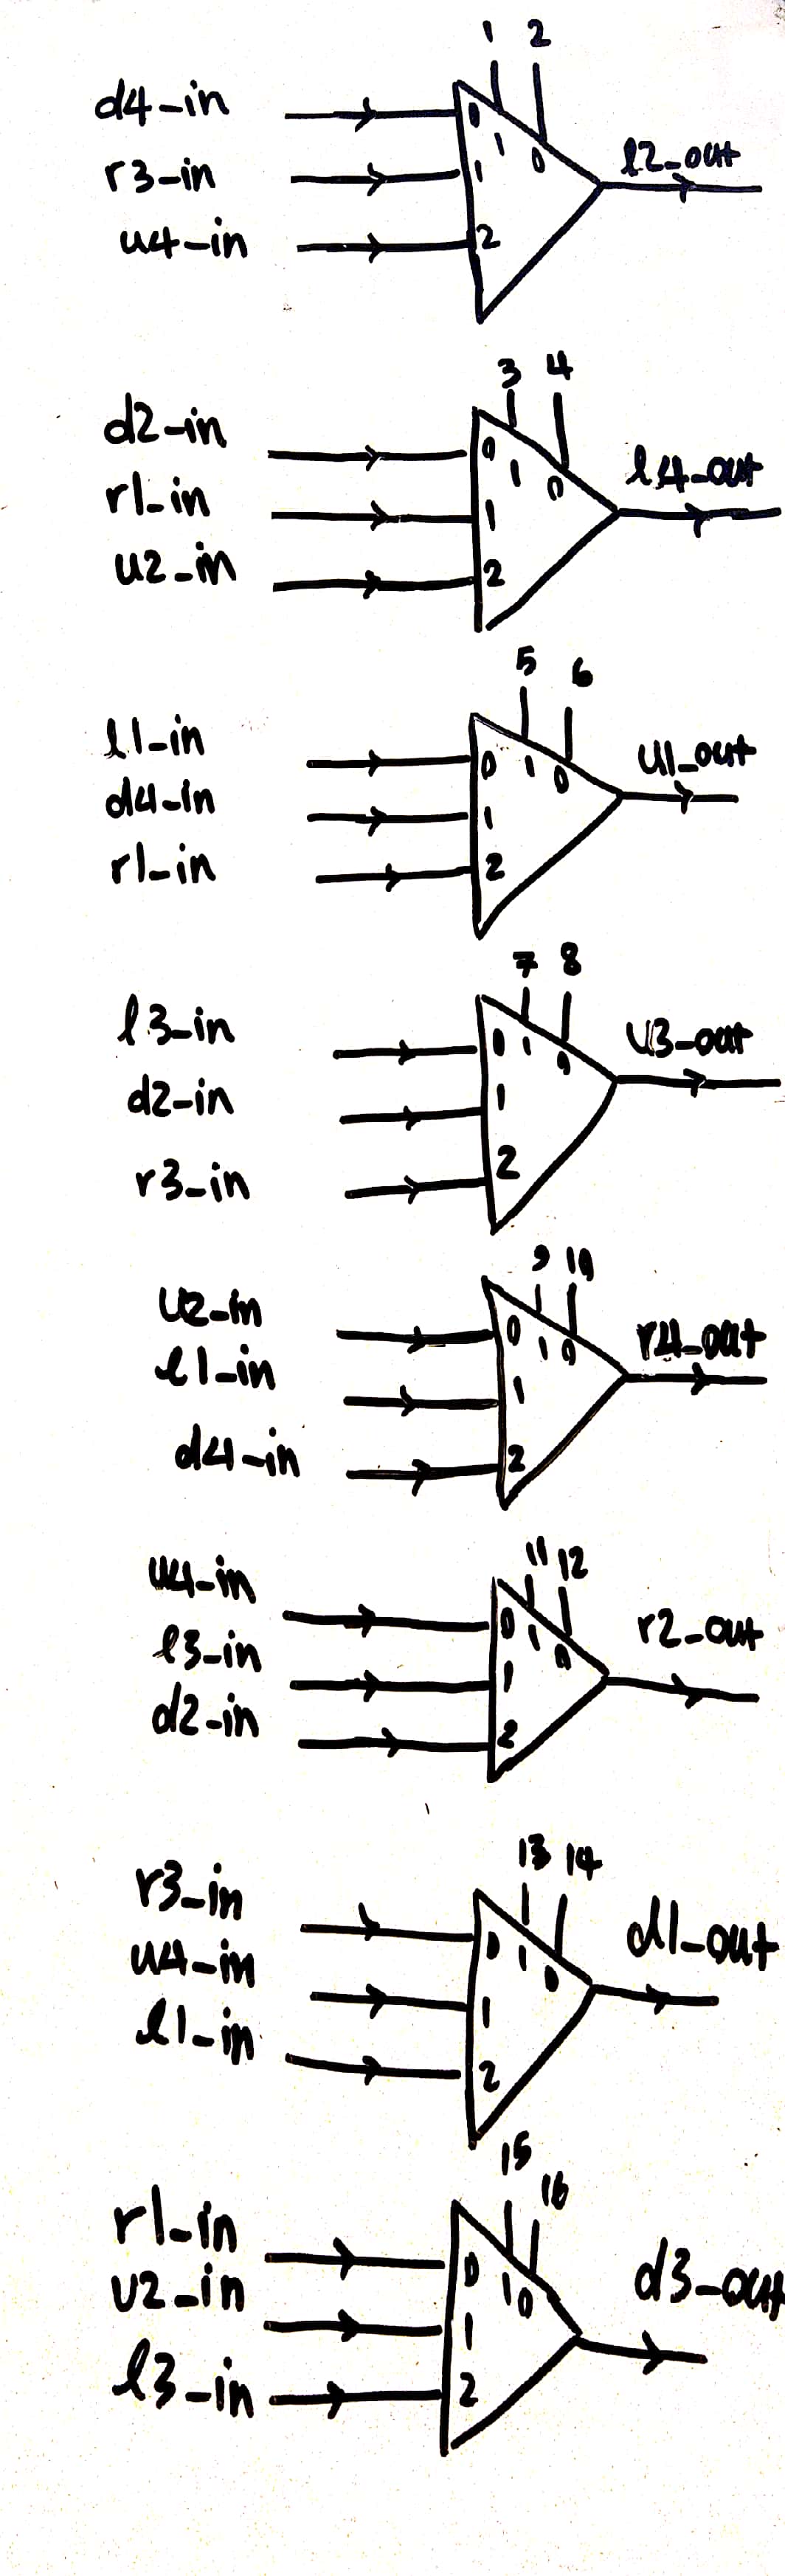 1 2
d4-in 0 1 0 l2-out
r3-in 1
u4-in 2
3 4
d2-in 0 1 0 l4-out
r1-in 1
u2-in 2
5 6
l1-in 0 1 0 u1-out
d4-in 1
r1-in 2
7 8
l3-in 0 1 0 u3-out
d2-in 1
r3-in 2
9 10
u2-in 0 1 0 r4-out
l1-in 1
d4-in 2
11 12
u4-in 0 1 0 r2-out
l3-in 1
d2-in 2
13 14
r3-in 0 1 0 d1-out
u4-in 1
l1-in 2
15 16
r1-in 0 1 0 d3-out
u2-in 1
l3-in 2